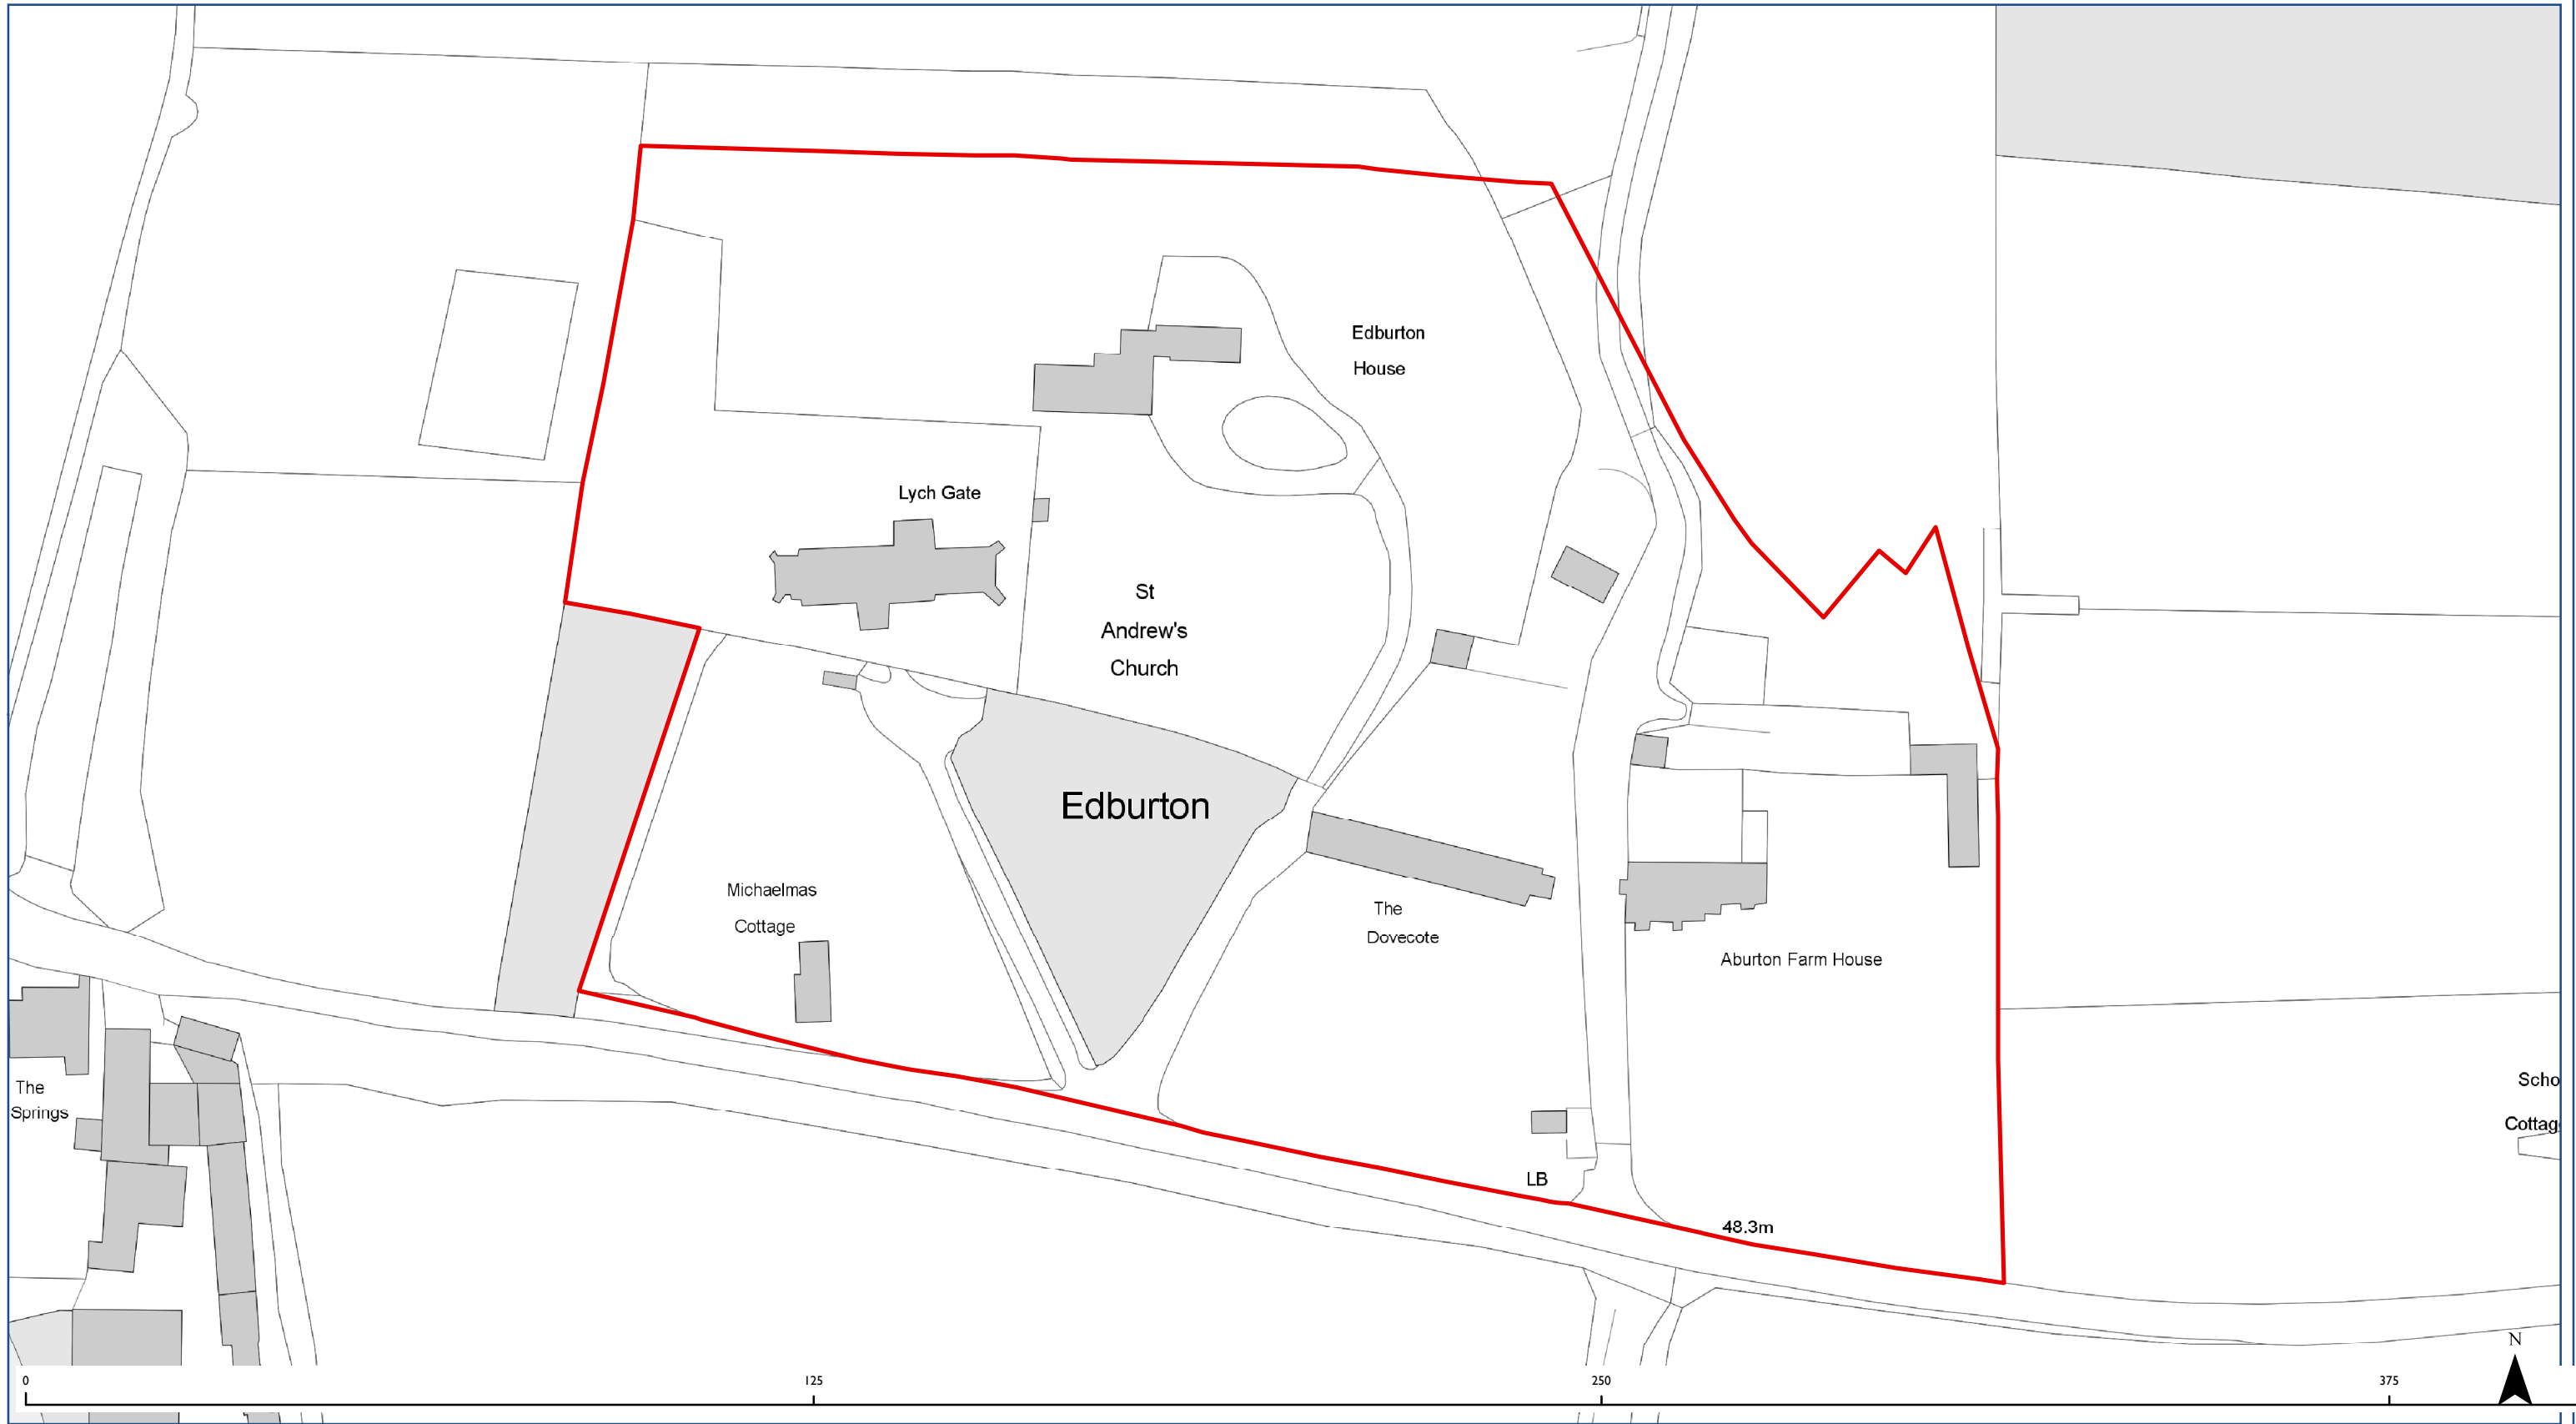 Edburton
House
Lych Gate
St
Andrew's
Church
Edburton
Michaelmas
Cottage
The
Dovecote
Aburton Farm House
The
Springs
Scho
Cottag
LB
48.3m
N
0
125
250
375